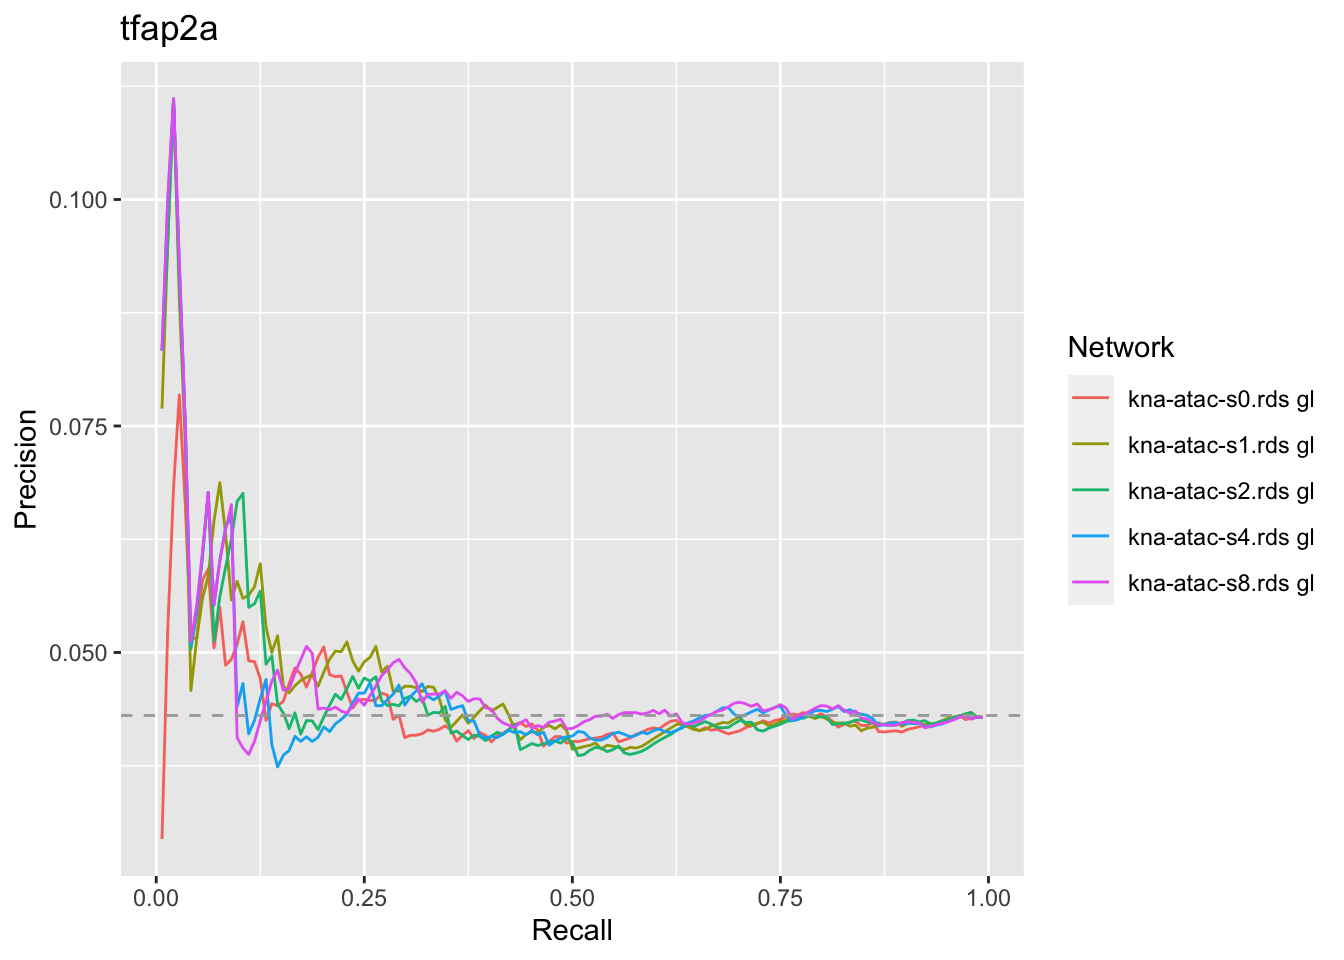 tfap2a
Precision
0.100
0.075
0.050
0.00
0.25
0.50
0.75
1.00
Recall
Network
kna-atac-s0.rds gl
kna-atac-s1.rds gl
kna-atac-s2.rds gl
kna-atac-s4.rds gl
kna-atac-s8.rds gl